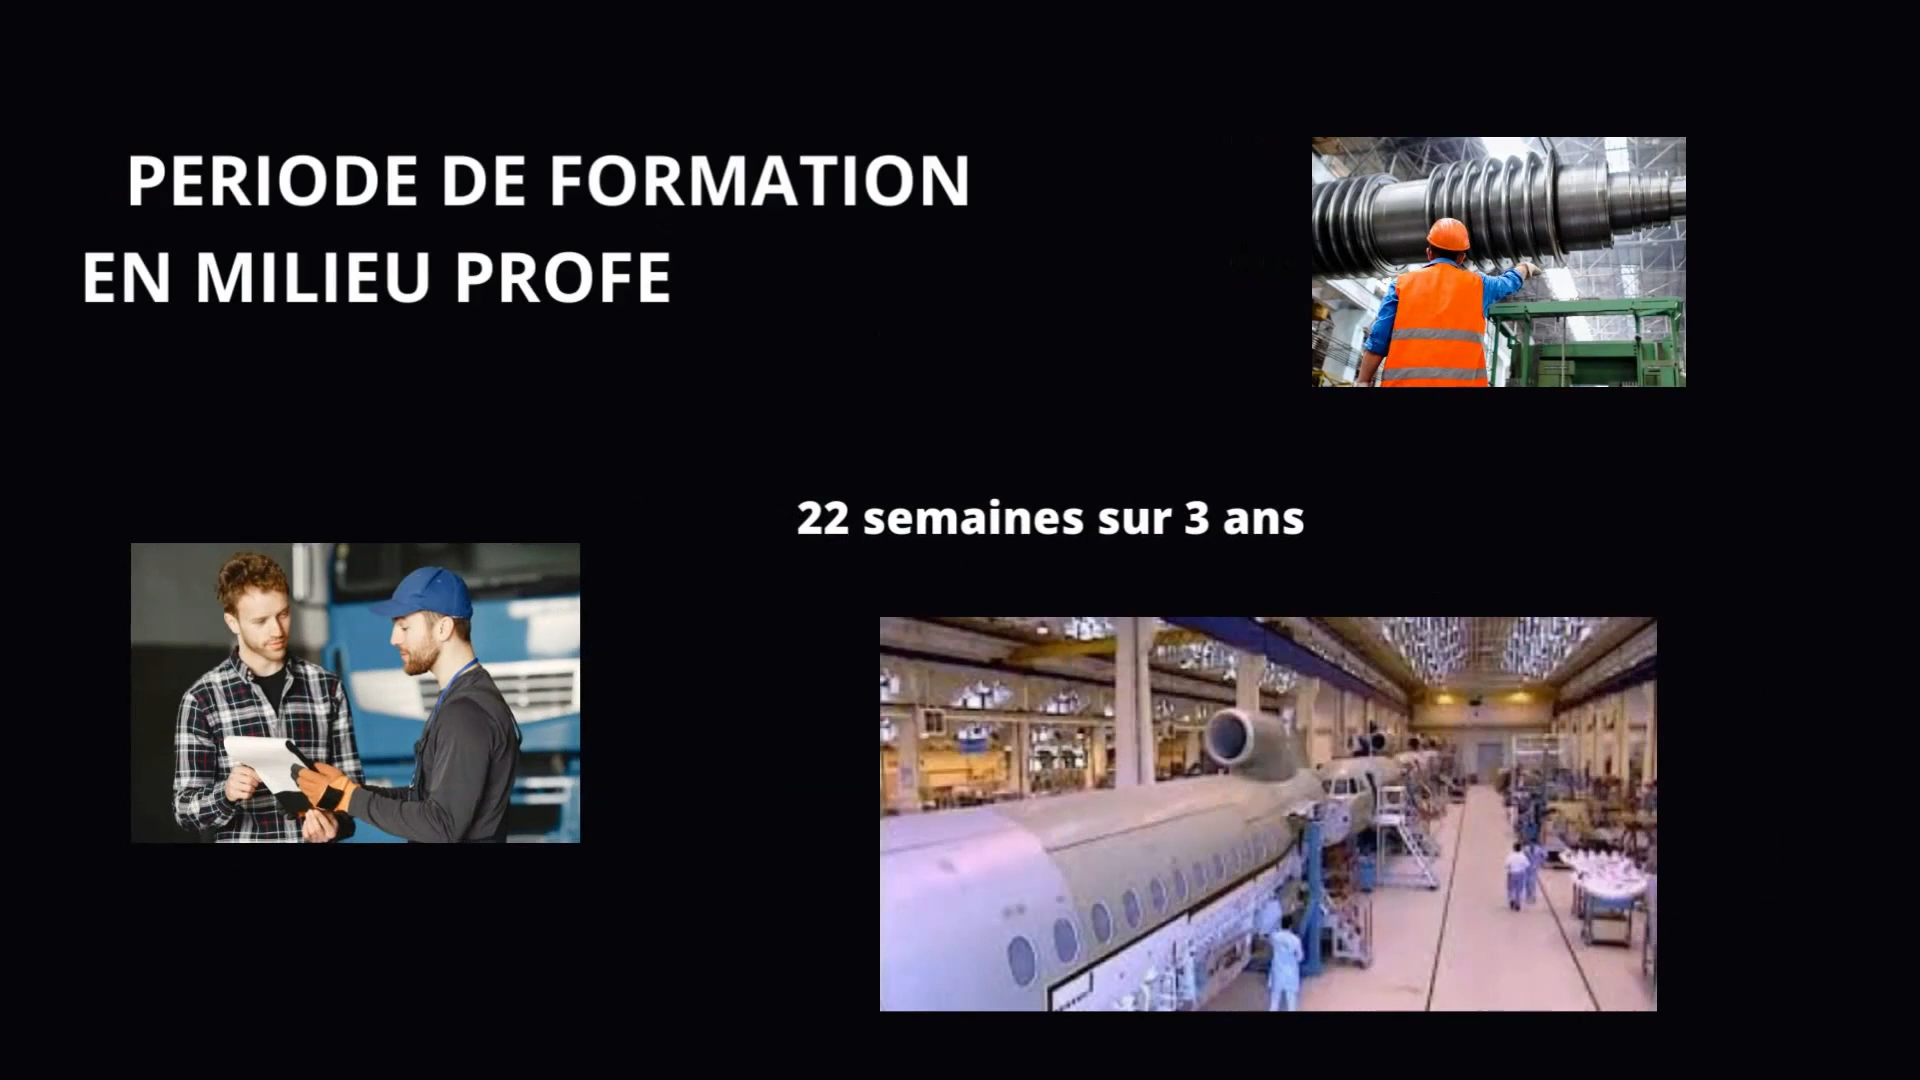 PERIODE DE FORMATION
EN MILIEU PROFE
22 semaines sur 3 ans